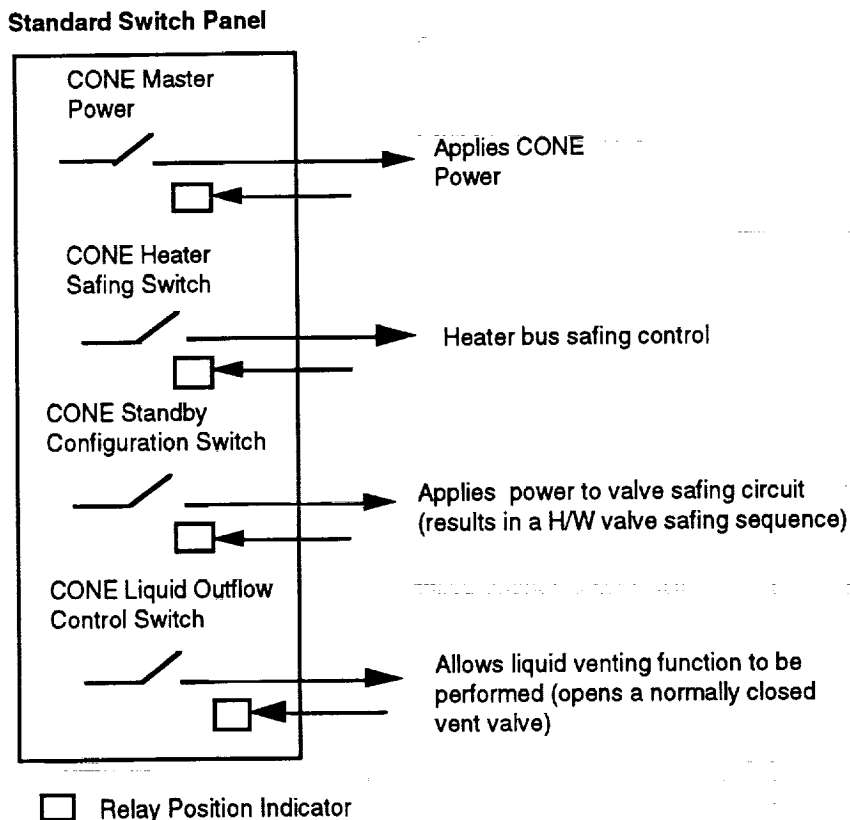 Standard Switch Panel
CONE Master
Power
Applies CONE
Power
CONE Heater
Safing Switch
Heater bus safing control
CONE Standby
Configuration Switch
Applies power to valve safing circuit
(results in a H/W valve safing sequence)
CONE Liquid Outflow
Control Switch
Allows liquid venting function to be
performed (opens a normally closed
vent valve)
Relay Position Indicator